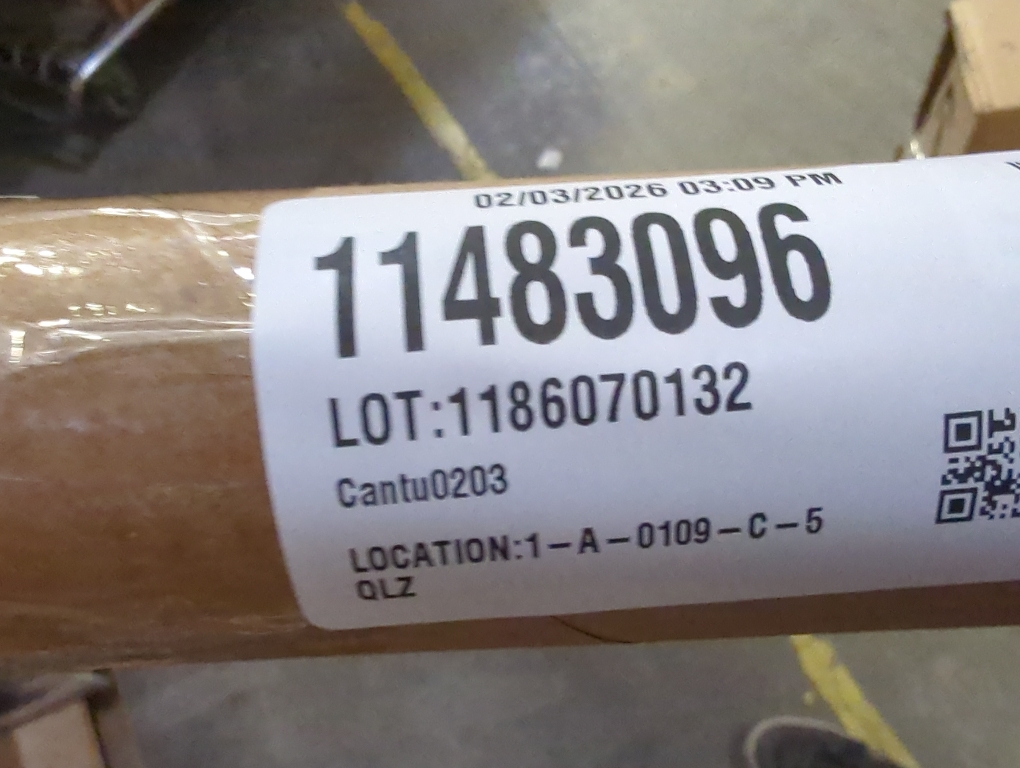 02/03/2026 03:09 PM
11483096
LOT:1186070132
Cantu0203
LOCATION:1-A-0109-C-5
QLZ